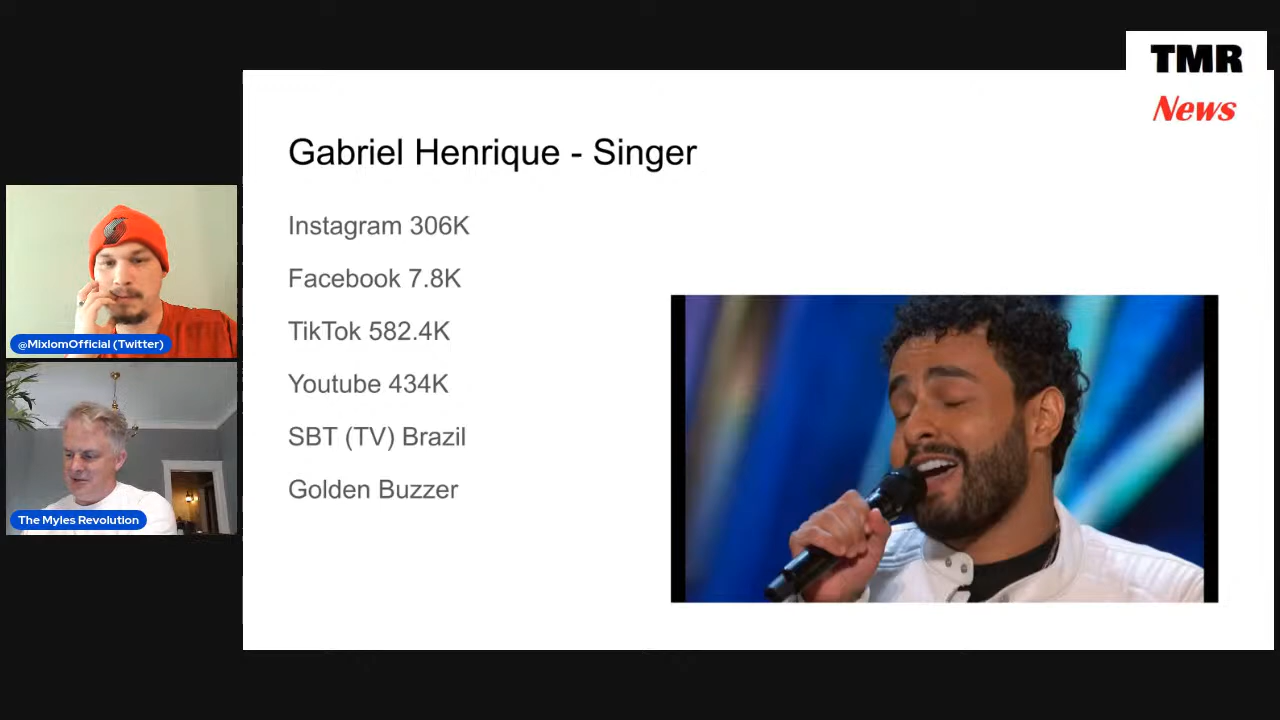 TMR
News
Gabriel Henrique - Singer
Instagram 306K
Facebook 7.8K
TikTok 582.4K
Youtube 434K
SBT (TV) Brazil
Golden Buzzer
@MixlomOfficial (Twitter)
The Myles Revolution